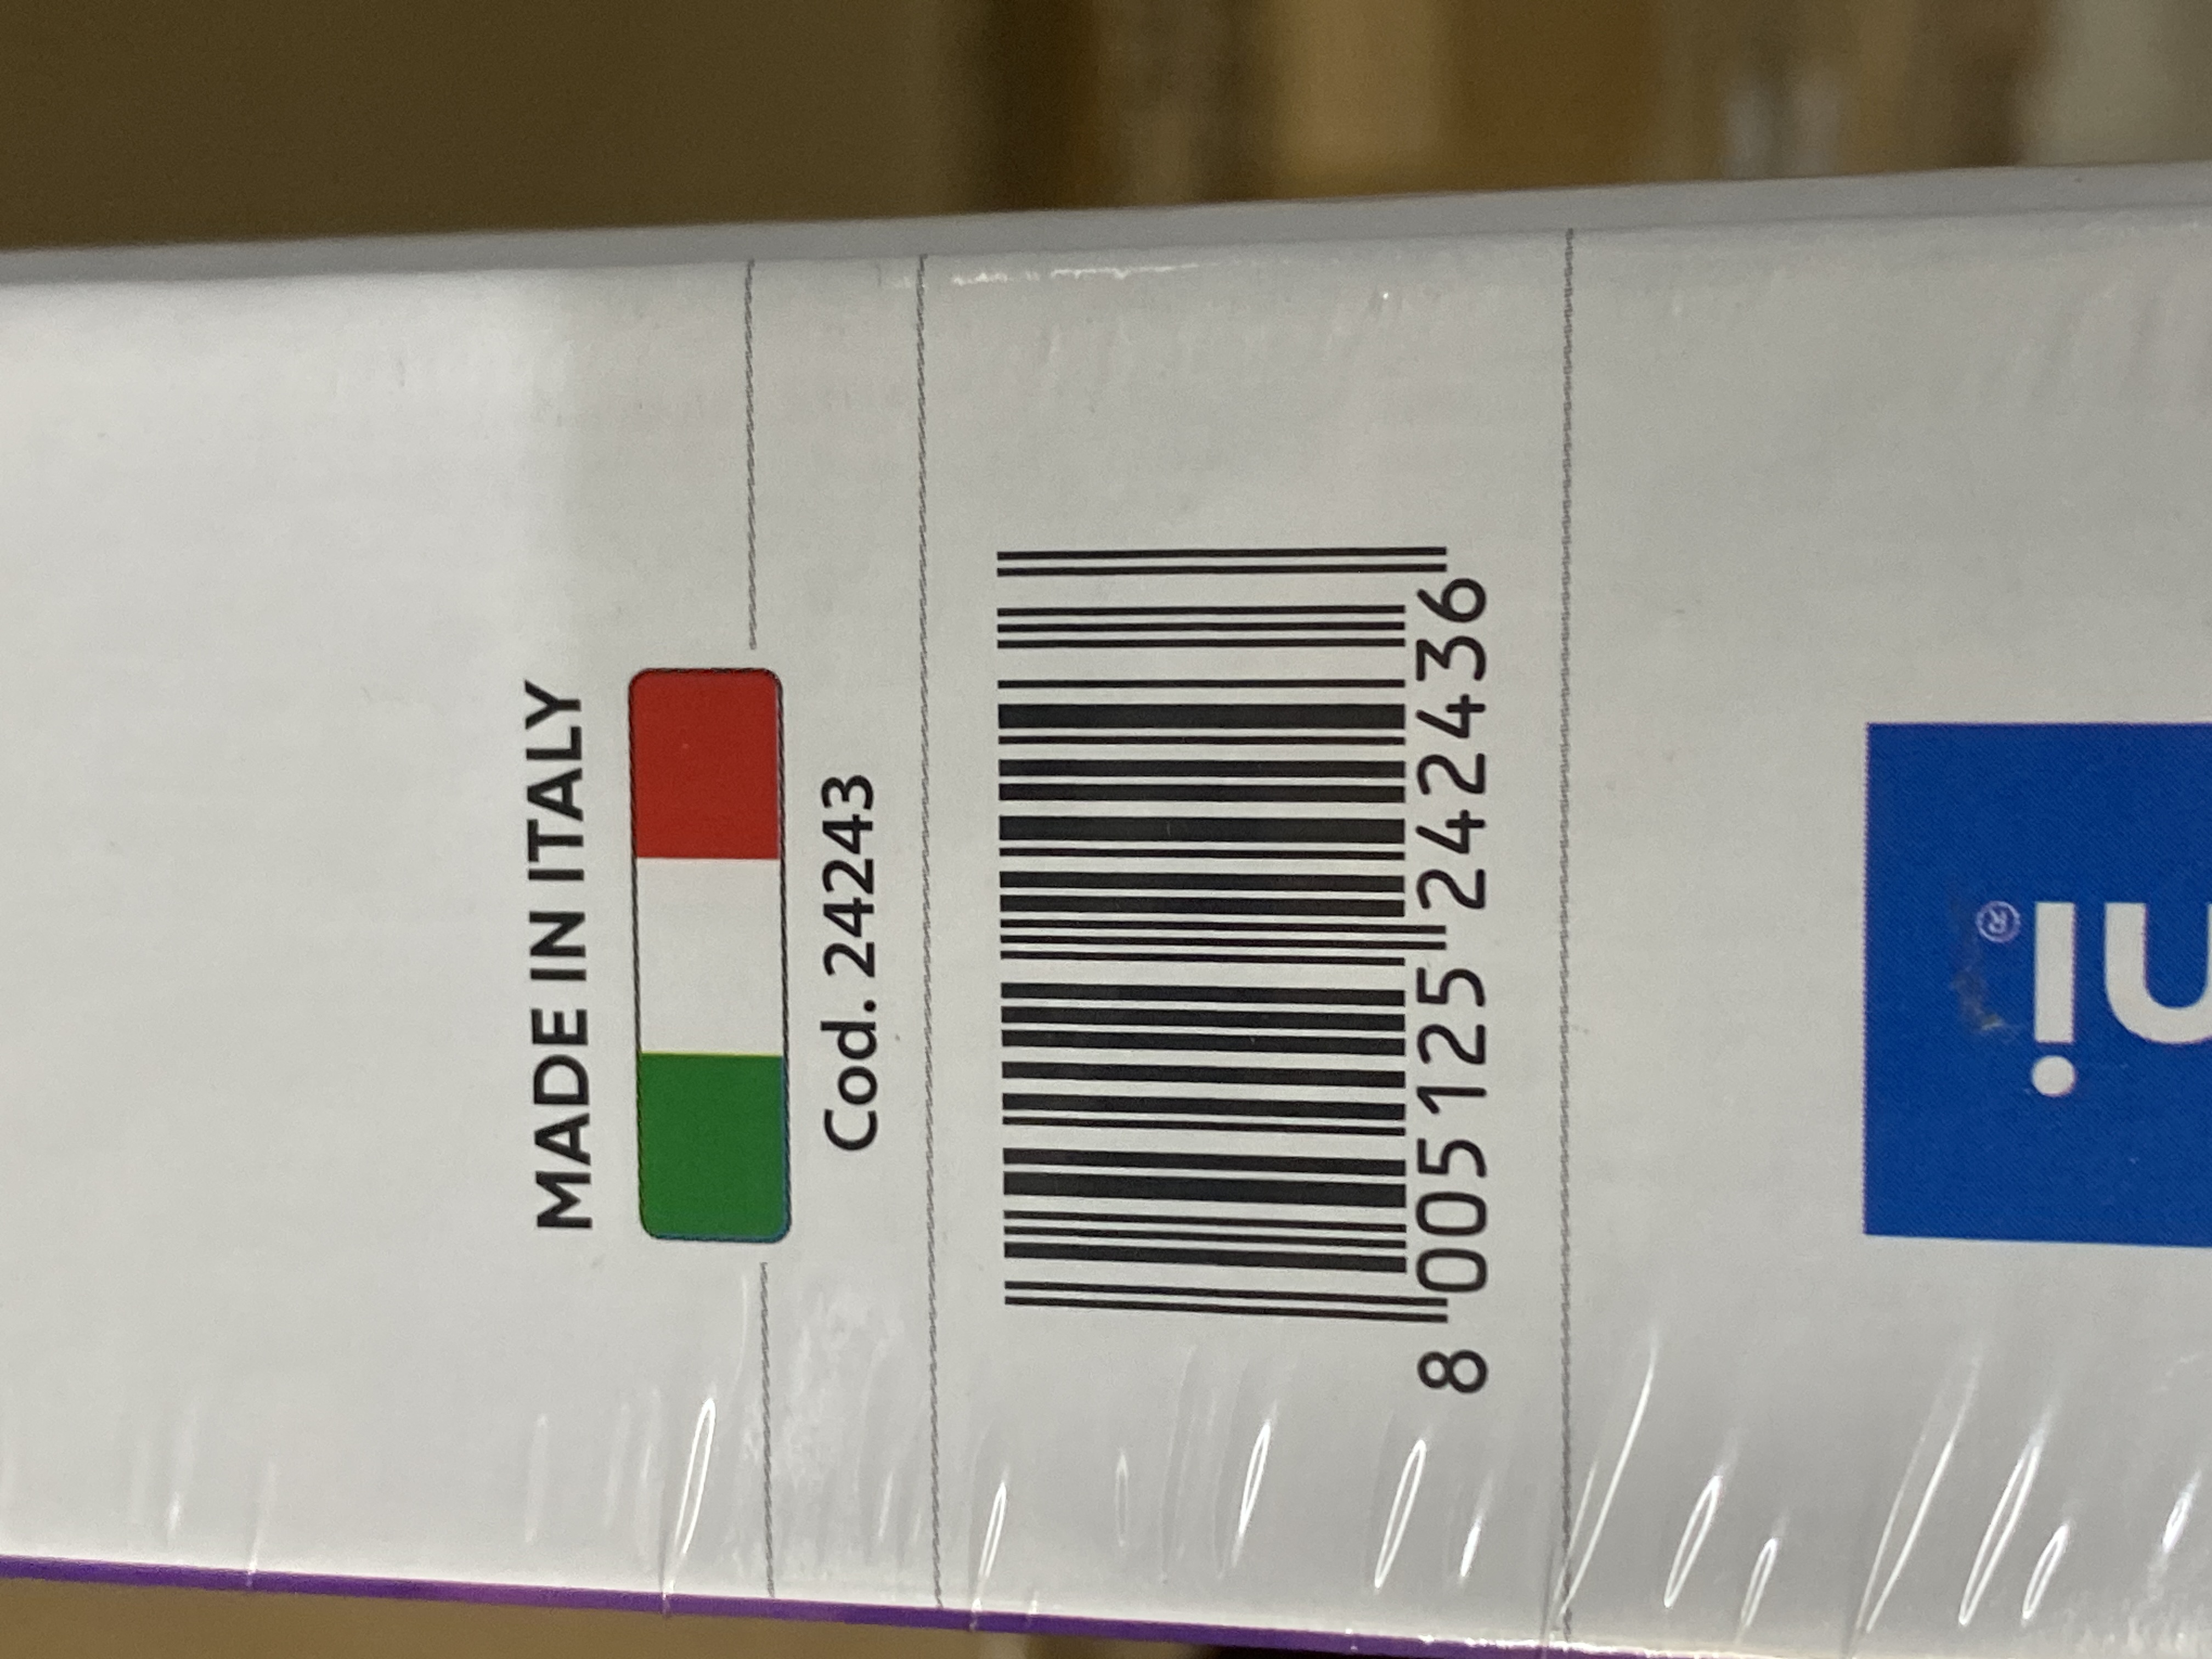 MADE IN ITALY
Cod. 24243
8 005125 242436
ni®